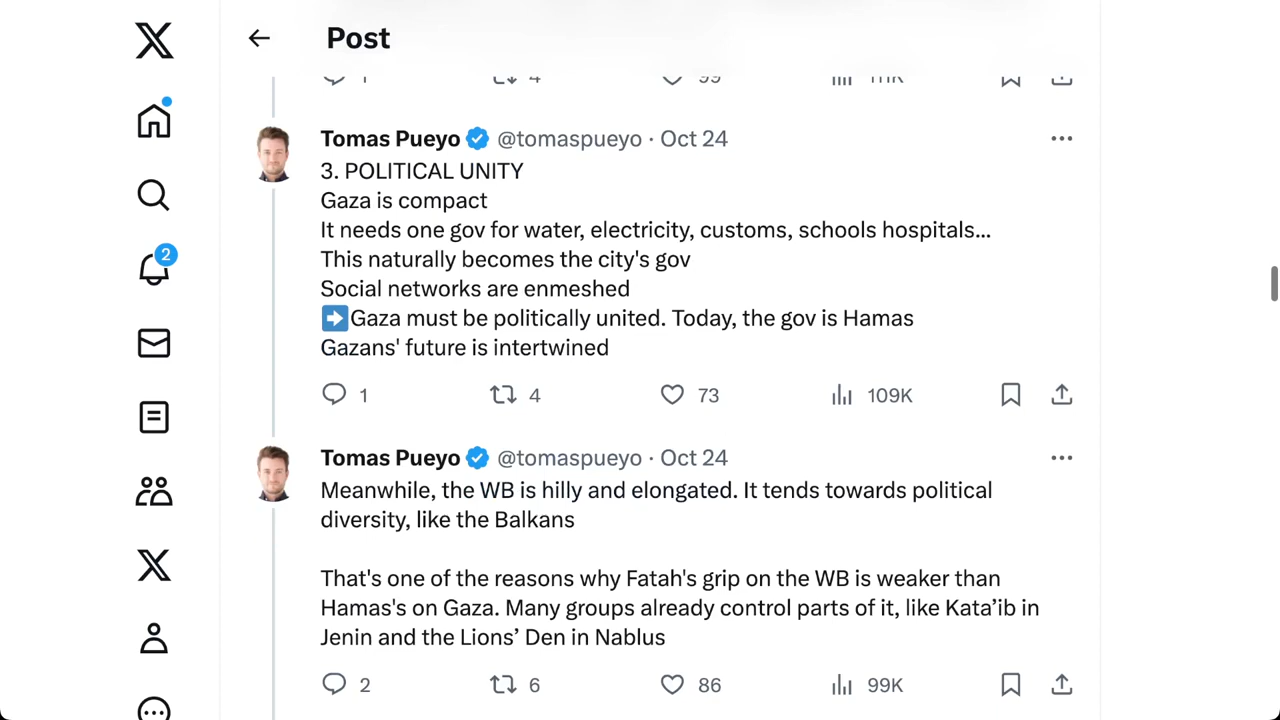 Post
1 4 99 111K
Tomas Pueyo @tomaspueyo · Oct 24
3. POLITICAL UNITY
Gaza is compact
It needs one gov for water, electricity, customs, schools hospitals...
This naturally becomes the city's gov
Social networks are enmeshed
➡️Gaza must be politically united. Today, the gov is Hamas
Gazans' future is intertwined
1 4 73 109K
2
Tomas Pueyo @tomaspueyo · Oct 24
Meanwhile, the WB is hilly and elongated. It tends towards political
diversity, like the Balkans
That's one of the reasons why Fatah's grip on the WB is weaker than
Hamas's on Gaza. Many groups already control parts of it, like Kata’ib in
Jenin and the Lions’ Den in Nablus
2 6 86 99K